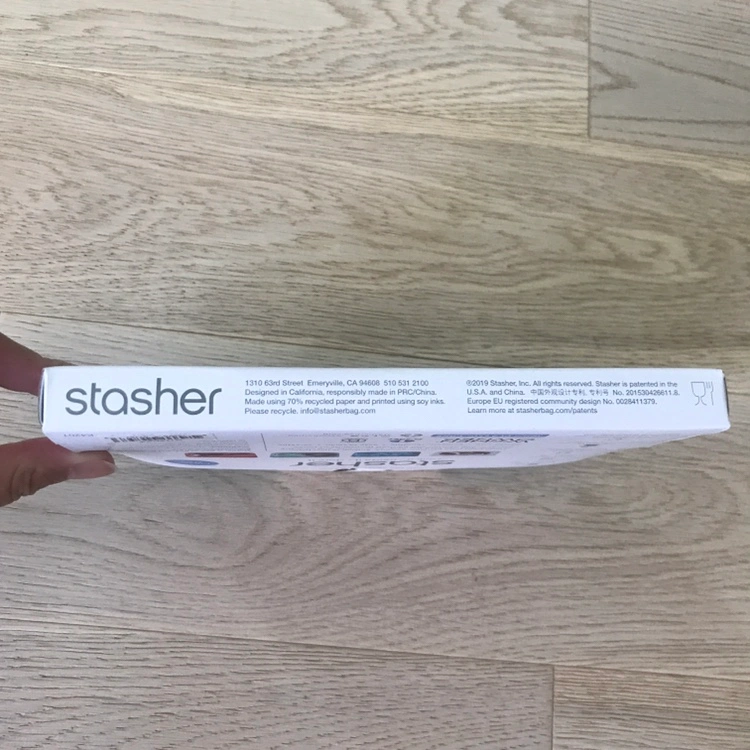 stasher
1310 63rd Street Emeryville, CA 94608 510 531 2100
Designed in California, responsibly made in PRC/China.
Made using 70% recycled paper and printed using soy inks.
Please recycle. info@stasherbag.com
©2019 Stasher, Inc. All rights reserved. Stasher is patented in the
U.S.A. and China. 中国外观设计专利, 专利号 No. 201530426611.8.
Europe EU registered community design No. 0028411379.
Learn more at stasherbag.com/patents
stasher